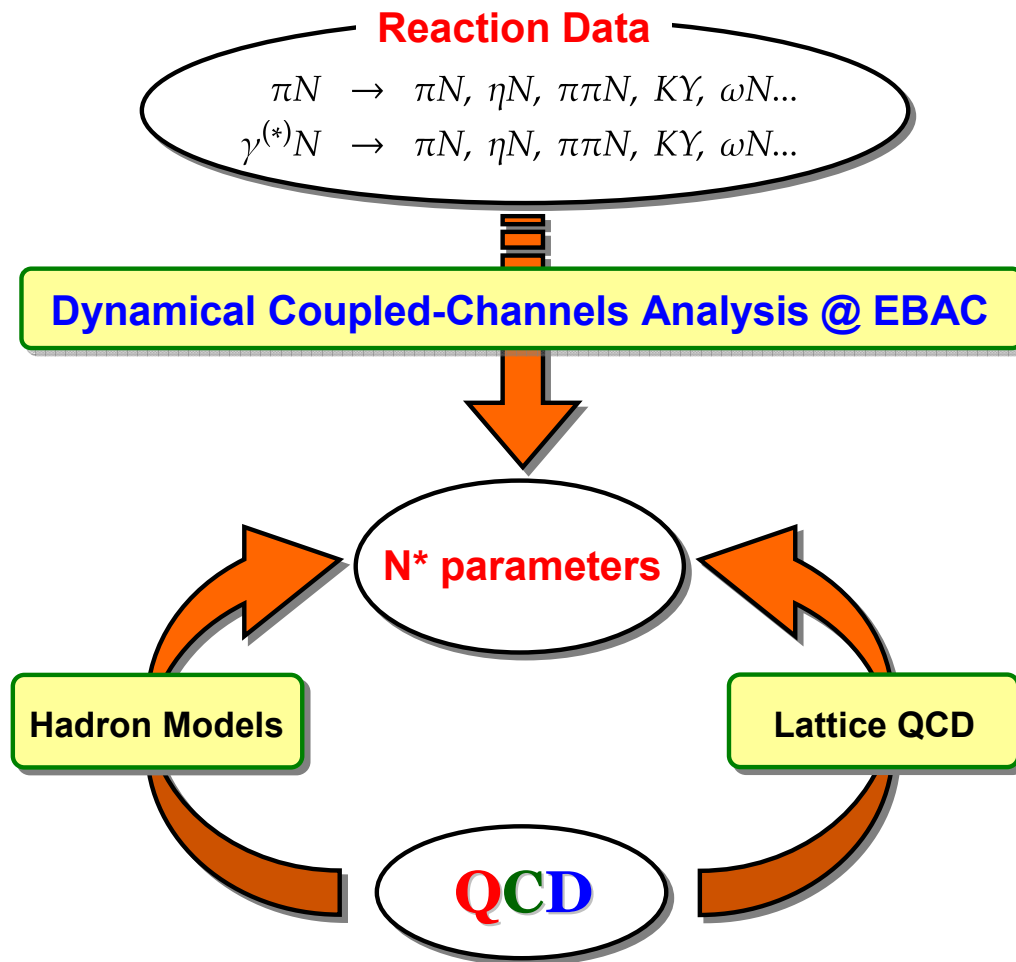 Reaction Data
πN → πN, ηN, ππN, KY, ωN...
γ(*)N → πN, ηN, ππN, KY, ωN...
Dynamical Coupled-Channels Analysis @ EBAC
N* parameters
Hadron Models
Lattice QCD
QCD